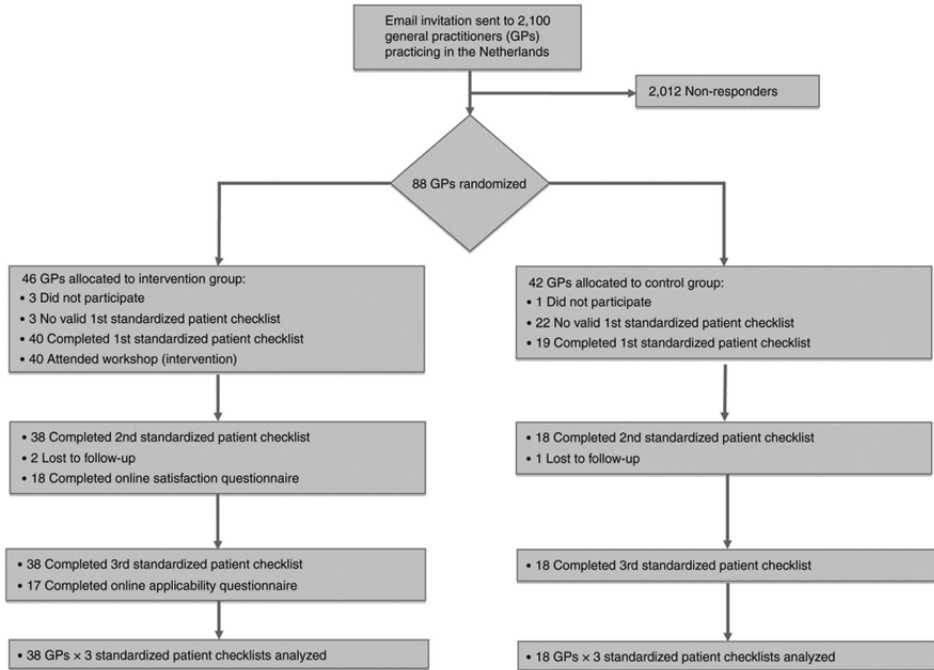 Email invitation sent to 2,100
general practitioners (GPs)
practicing in the Netherlands
2,012 Non-responders
88 GPs randomized
46 GPs allocated to intervention group:
• 3 Did not participate
• 3 No valid 1st standardized patient checklist
• 40 Completed 1st standardized patient checklist
• 40 Attended workshop (intervention)
42 GPs allocated to control group:
• 1 Did not participate
• 22 No valid 1st standardized patient checklist
• 19 Completed 1st standardized patient checklist
• 38 Completed 2nd standardized patient checklist
• 2 Lost to follow-up
• 18 Completed online satisfaction questionnaire
• 18 Completed 2nd standardized patient checklist
• 1 Lost to follow-up
• 38 Completed 3rd standardized patient checklist
• 17 Completed online applicability questionnaire
• 18 Completed 3rd standardized patient checklist
• 38 GPs × 3 standardized patient checklists analyzed
• 18 GPs × 3 standardized patient checklists analyzed